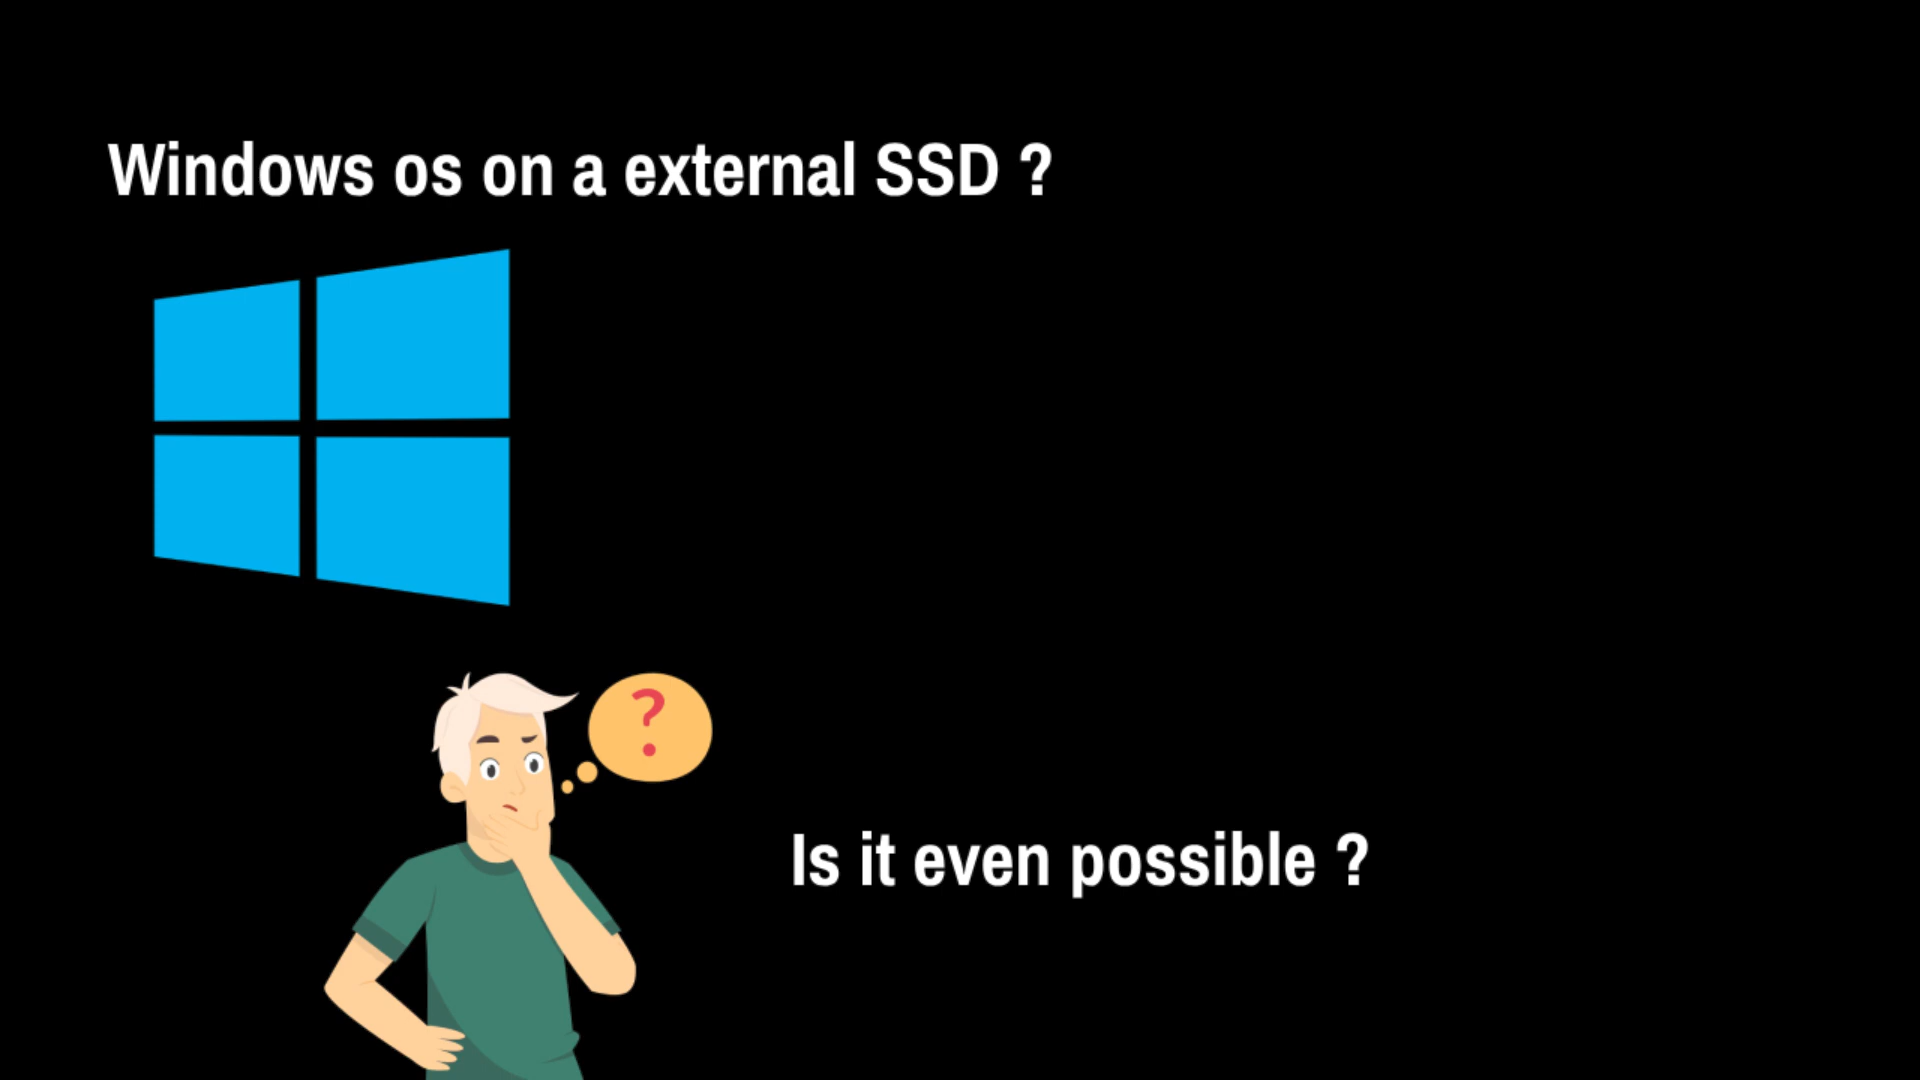 Windows os on a external SSD ?
?
Is it even possible ?